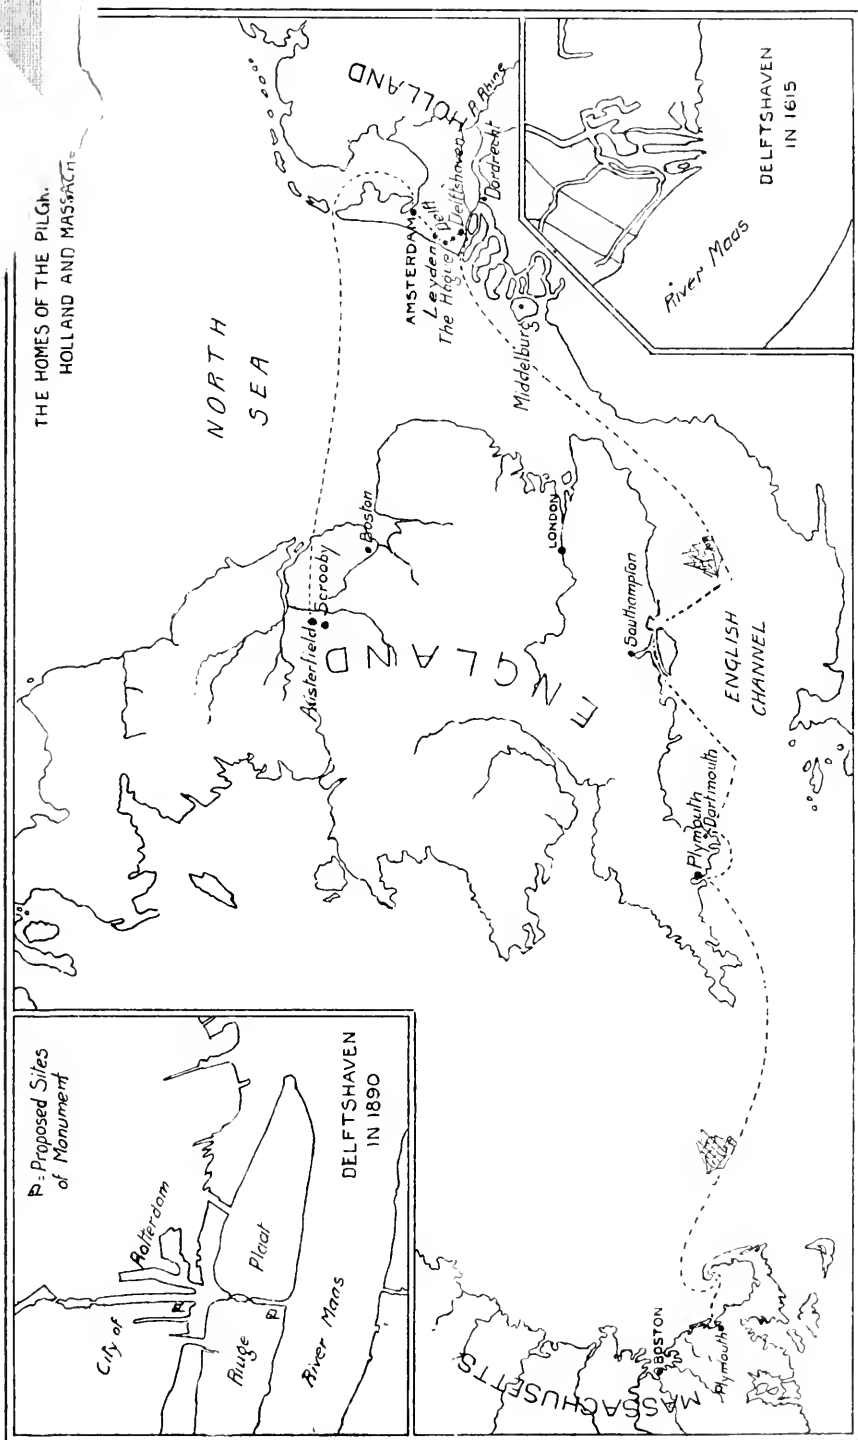 THE HOMES OF THE PILGR
HOLLAND AND MASSACH
NORTH
SEA
HOLLAND
R. Rhine
AMSTERDAM
Leyden
Delft
The Hague
Delftshaven
Dordrecht
Middelburg
DELFTSHAVEN
IN 1615
River Maas
ENGLAND
Austerfield
Scrooby
Boston
LONDON
Southampton
ENGLISH
CHANNEL
Plymouth
Dartmouth
P = Proposed Sites
of Monument
City of
Rotterdam
P
P
Ruige
Plaat
River Maas
DELFTSHAVEN
IN 1890
MASSACHUSETTS
BOSTON
Plymouth